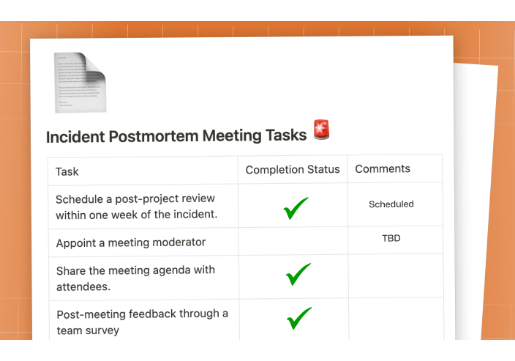 Incident Postmortem Meeting Tasks 🚨
Task Completion Status Comments
Schedule a post-project review
within one week of the incident. ✓ Scheduled
Appoint a meeting moderator TBD
Share the meeting agenda with
attendees. ✓
Post-meeting feedback through a
team survey ✓